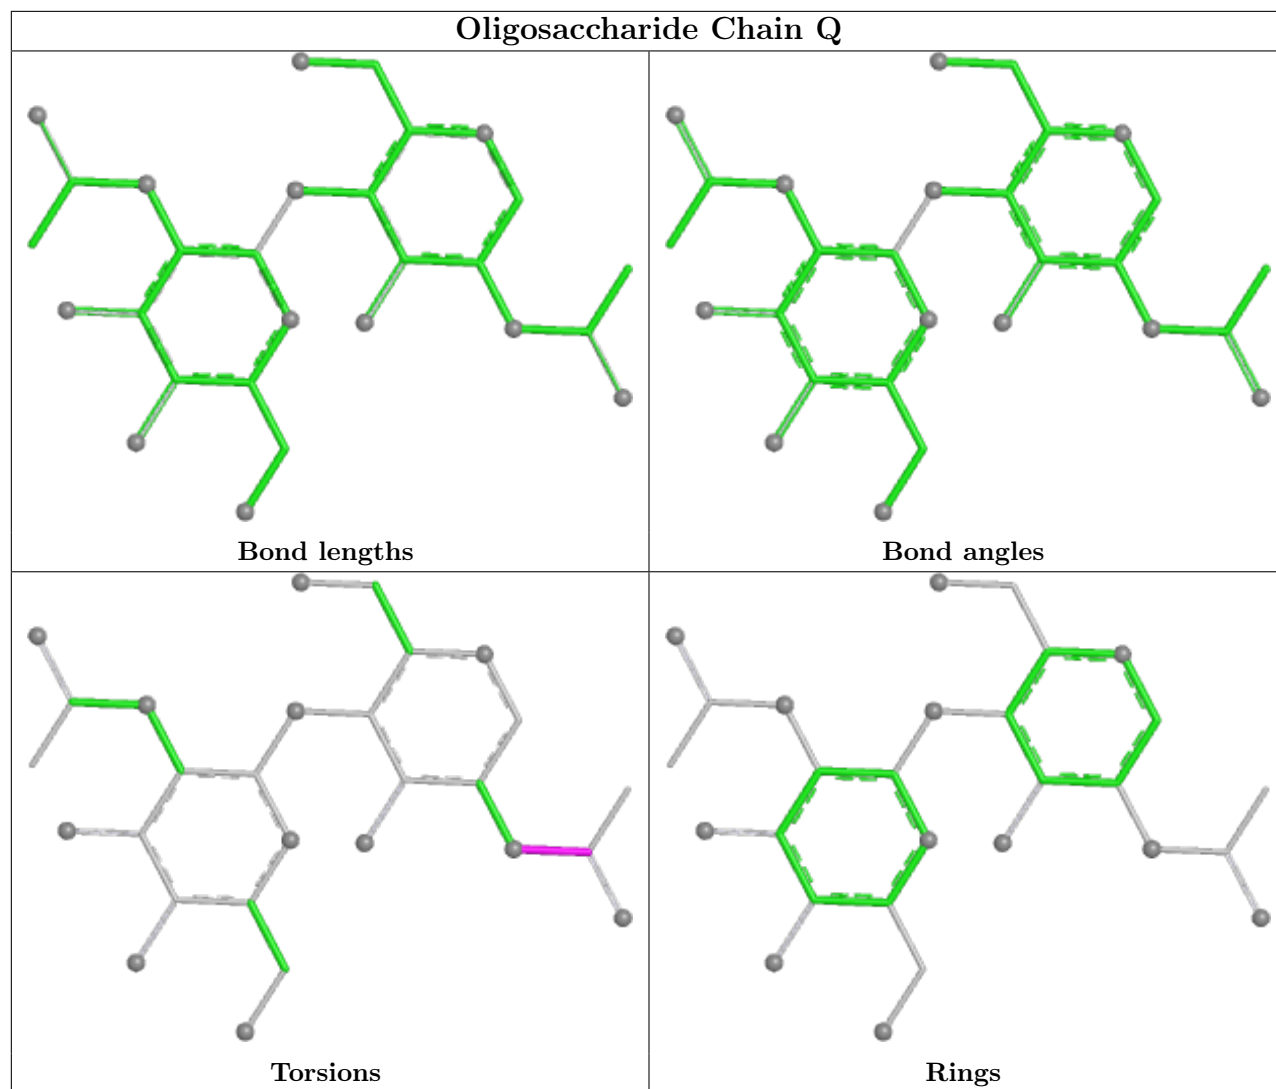 Oligosaccharide Chain Q
Bond lengths
Bond angles
Torsions
Rings